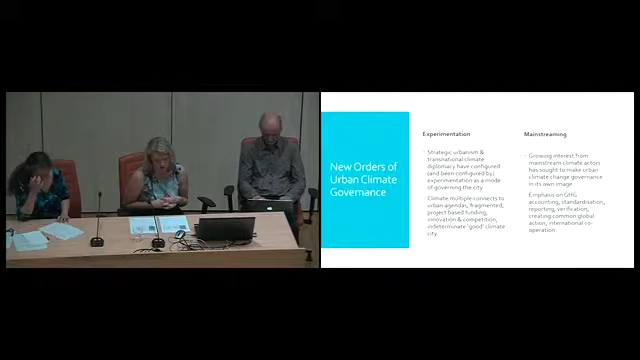 New Orders of
Urban Climate
Governance
Experimentation
Strategic urbanism &
transnational climate
diplomacy have configured
(and been configured by)
experimentation as a mode
of governing the city
Climate multiple connects to
urban agendas, fragmented,
project based funding,
innovation & competition,
indeterminate 'good' climate
city
Mainstreaming
Growing interest from
mainstream climate actors
has sought to make urban
climate change governance
in its own image
Emphasis on GHG
accounting, standardisation,
reporting, verification,
creating common global
action, international co-
operation